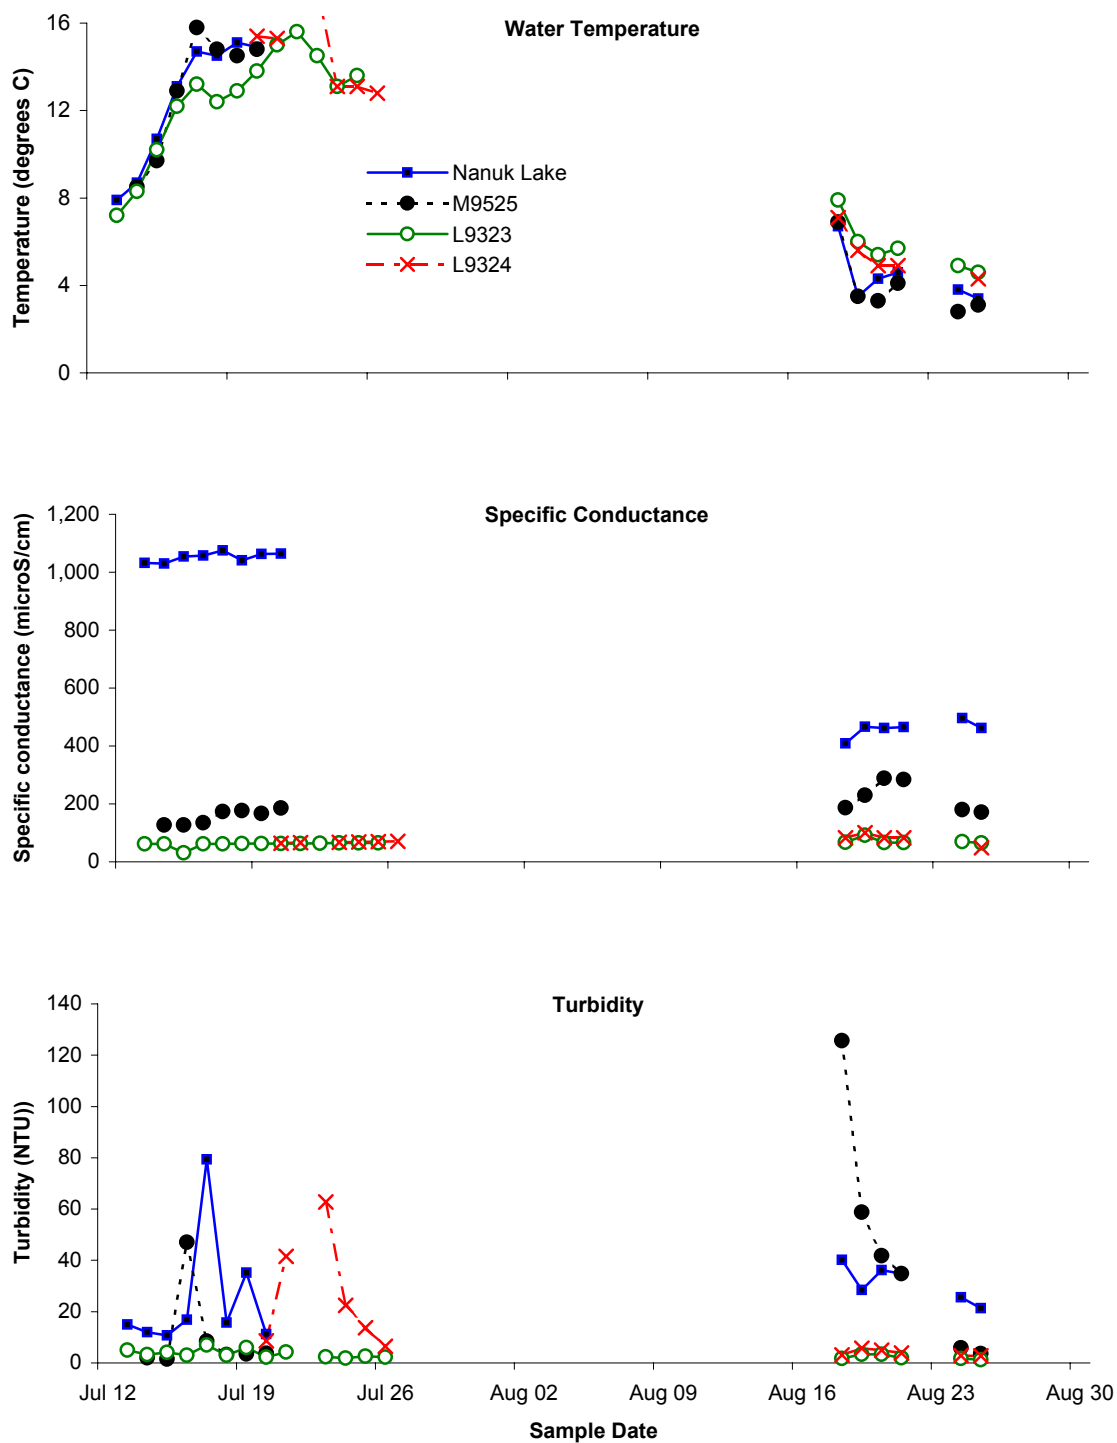 Water Temperature
16
12
8
4
0
Temperature (degrees C)
Nanuk Lake
M9525
L9323
L9324
Specific Conductance
1,200
1,000
800
600
400
200
0
Specific conductance (microS/cm)
Turbidity
140
120
100
80
60
40
20
0
Turbidity (NTU))
Jul 12 Jul 19 Jul 26 Aug 02 Aug 09 Aug 16 Aug 23 Aug 30
Sample Date